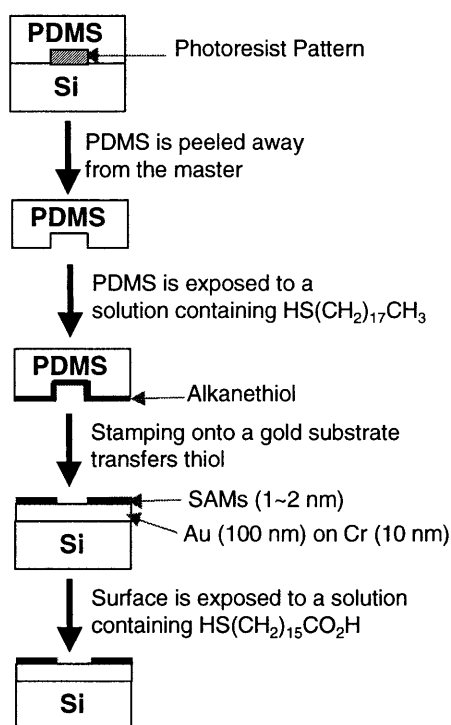 PDMS
Photoresist Pattern
Si
PDMS is peeled away
from the master
PDMS
PDMS is exposed to a
solution containing HS(CH₂)₁₇CH₃
PDMS
Alkanethiol
Stamping onto a gold substrate
transfers thiol
SAMs (1~2 nm)
Au (100 nm) on Cr (10 nm)
Si
Surface is exposed to a solution
containing HS(CH₂)₁₅CO₂H
Si